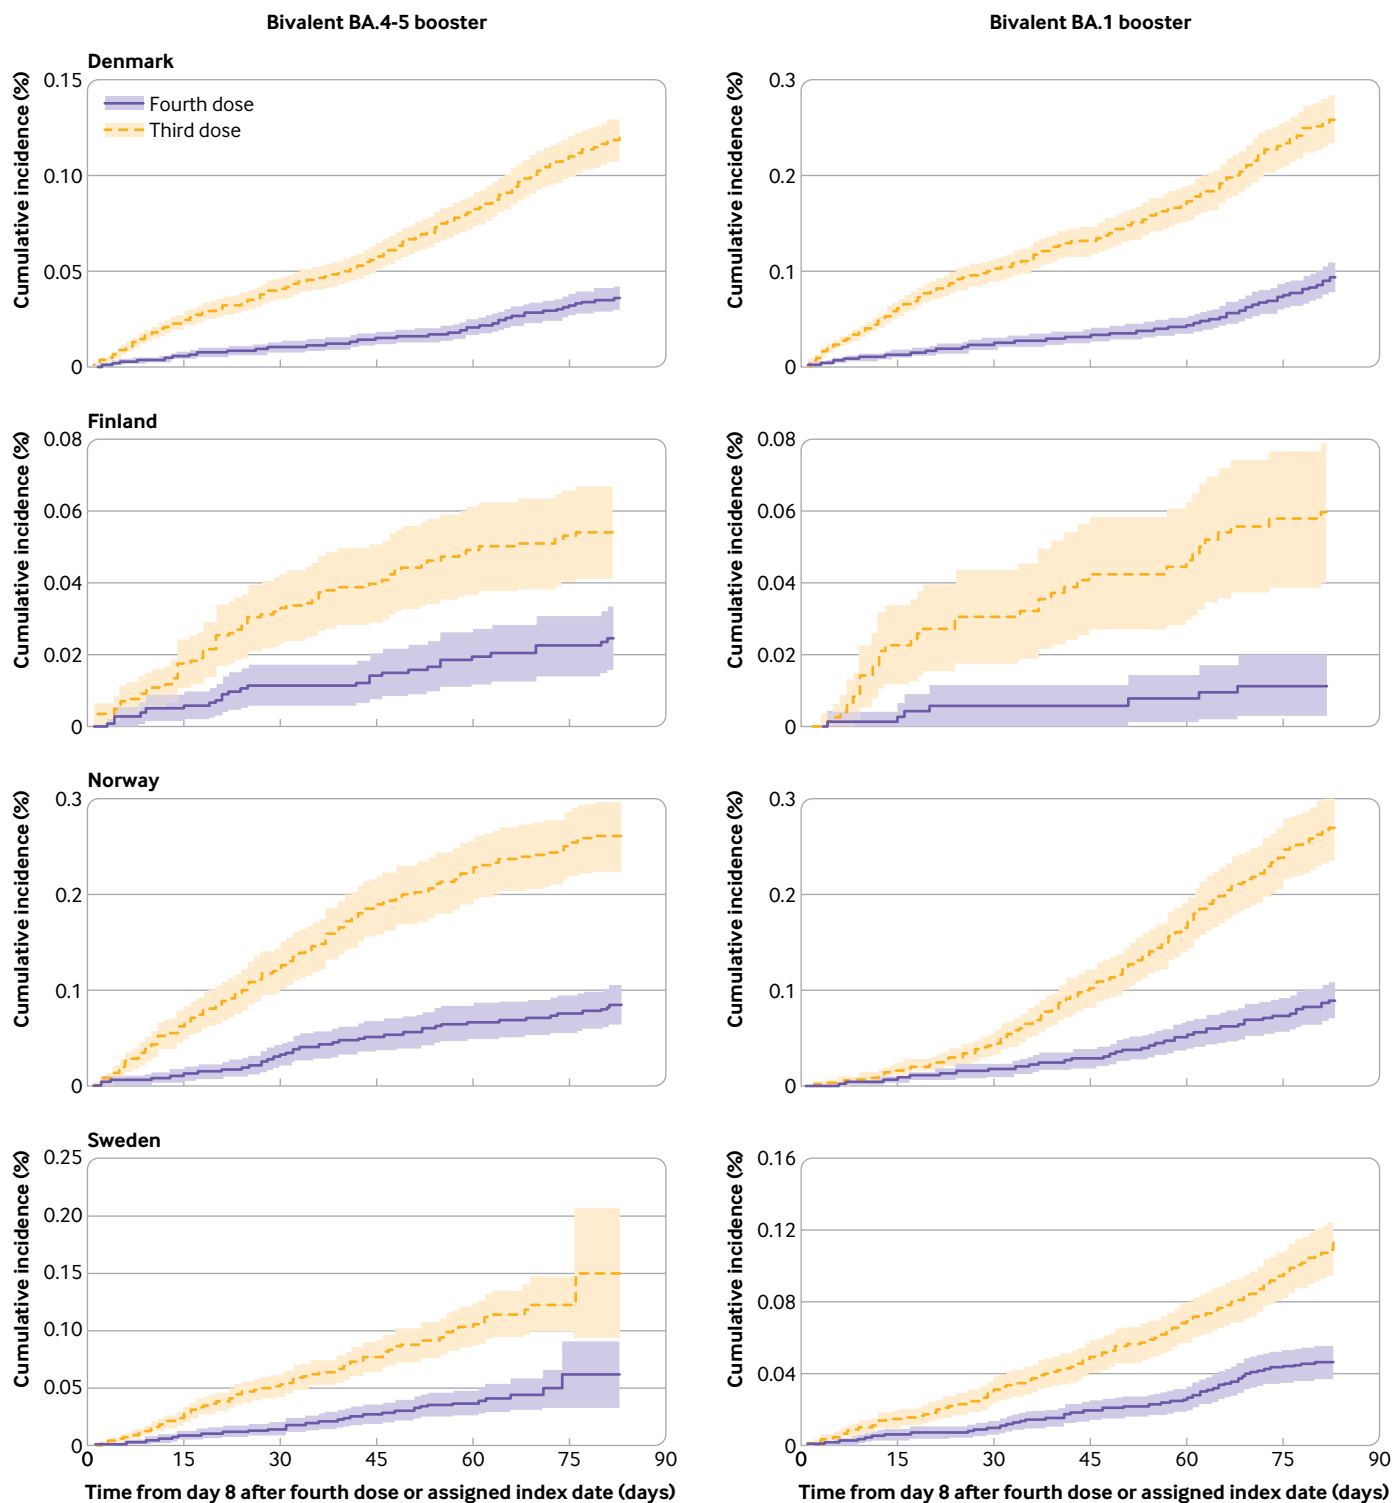 Bivalent BA.4-5 booster
Bivalent BA.1 booster
Denmark
Cumulative incidence (%)
0.15
0.10
0.05
0
Fourth dose
Third dose
Cumulative incidence (%)
0.3
0.2
0.1
0
Finland
Cumulative incidence (%)
0.08
0.06
0.04
0.02
0
Cumulative incidence (%)
0.08
0.06
0.04
0.02
0
Norway
Cumulative incidence (%)
0.3
0.2
0.1
0
Cumulative incidence (%)
0.3
0.2
0.1
0
Sweden
Cumulative incidence (%)
0.25
0.20
0.15
0.10
0.05
0
0 15 30 45 60 75 90
Time from day 8 after fourth dose or assigned index date (days)
Cumulative incidence (%)
0.16
0.12
0.08
0.04
0
0 15 30 45 60 75 90
Time from day 8 after fourth dose or assigned index date (days)